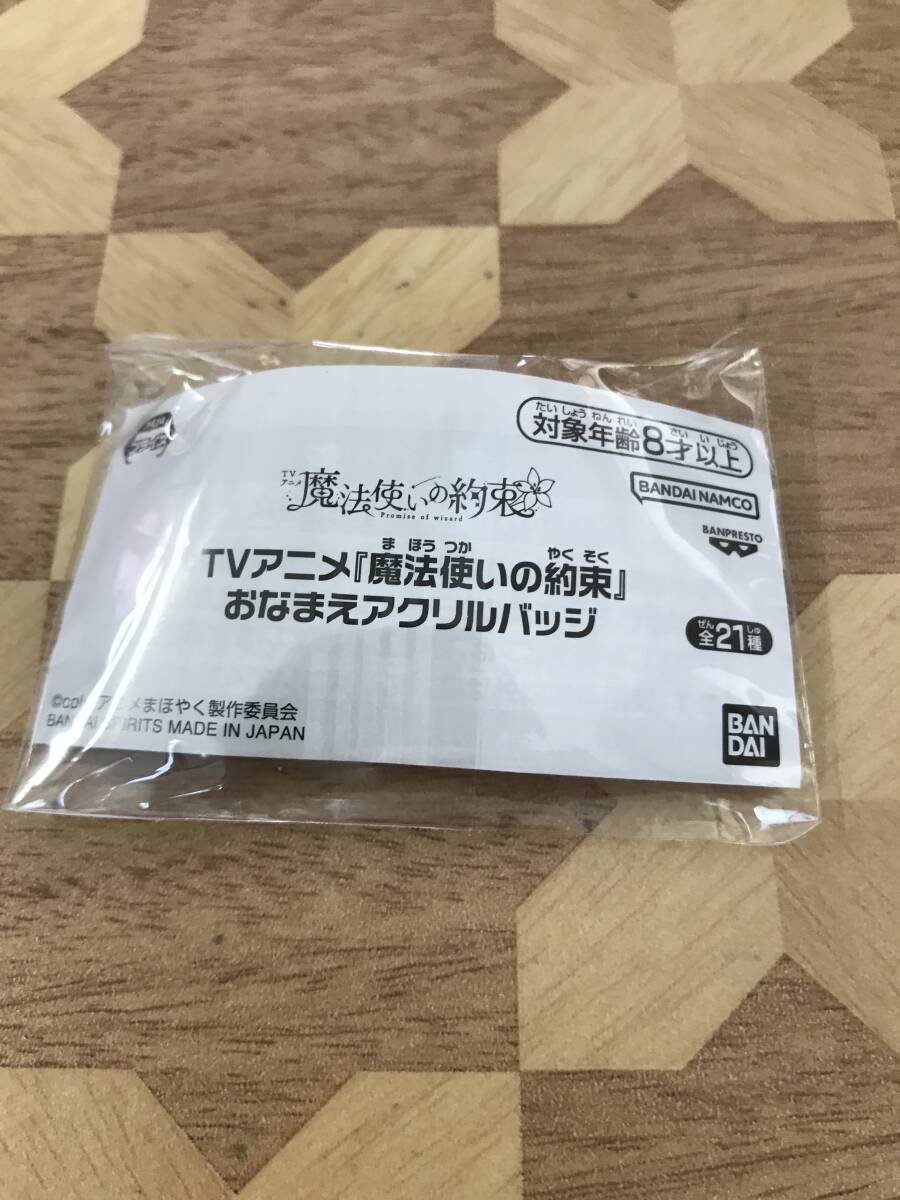 たいしょうねんれい さいいじょう
対象年齢8才以上
BANDAI NAMCO
BANPRESTO
TVアニメ
魔法使いの約束
Promise of wizard
まほうつか やくそく
TVアニメ『魔法使いの約束』
おなまえアクリルバッジ
ぜん しゅ
全21種
アニメまほやく製作委員会
BANDAI SPIRITS MADE IN JAPAN
BAN
DAI